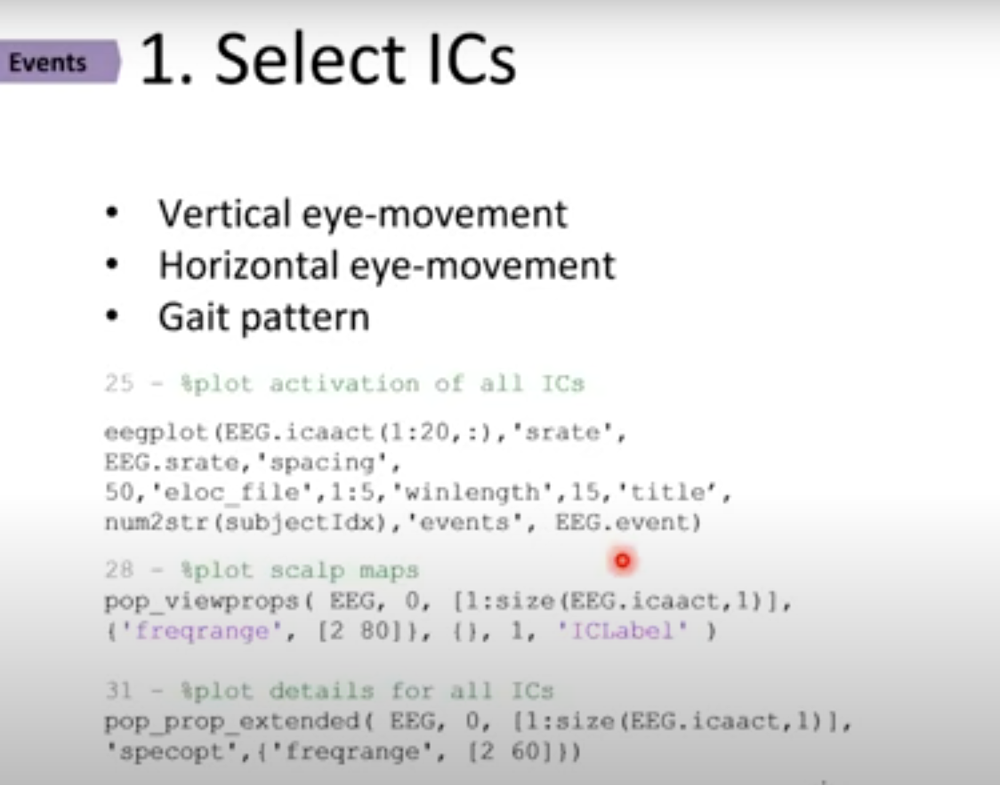 Events
1. Select ICs
• Vertical eye-movement
• Horizontal eye-movement
• Gait pattern
25 - %plot activation of all ICs
eegplot(EEG.icaact(1:20,:),'srate',
EEG.srate,'spacing',
50,'eloc_file',1:5,'winlength',15,'title’,
num2str(subjectIdx),'events', EEG.event)
28 - %plot scalp maps
pop_viewprops( EEG, 0, [1:size(EEG.icaact,1)],
{'freqrange', [2 80]}, {}, 1, 'ICLabel' )
31 - %plot details for all ICs
pop_prop_extended( EEG, 0, [1:size(EEG.icaact,1)],
'specopt',{'freqrange', [2 60]})